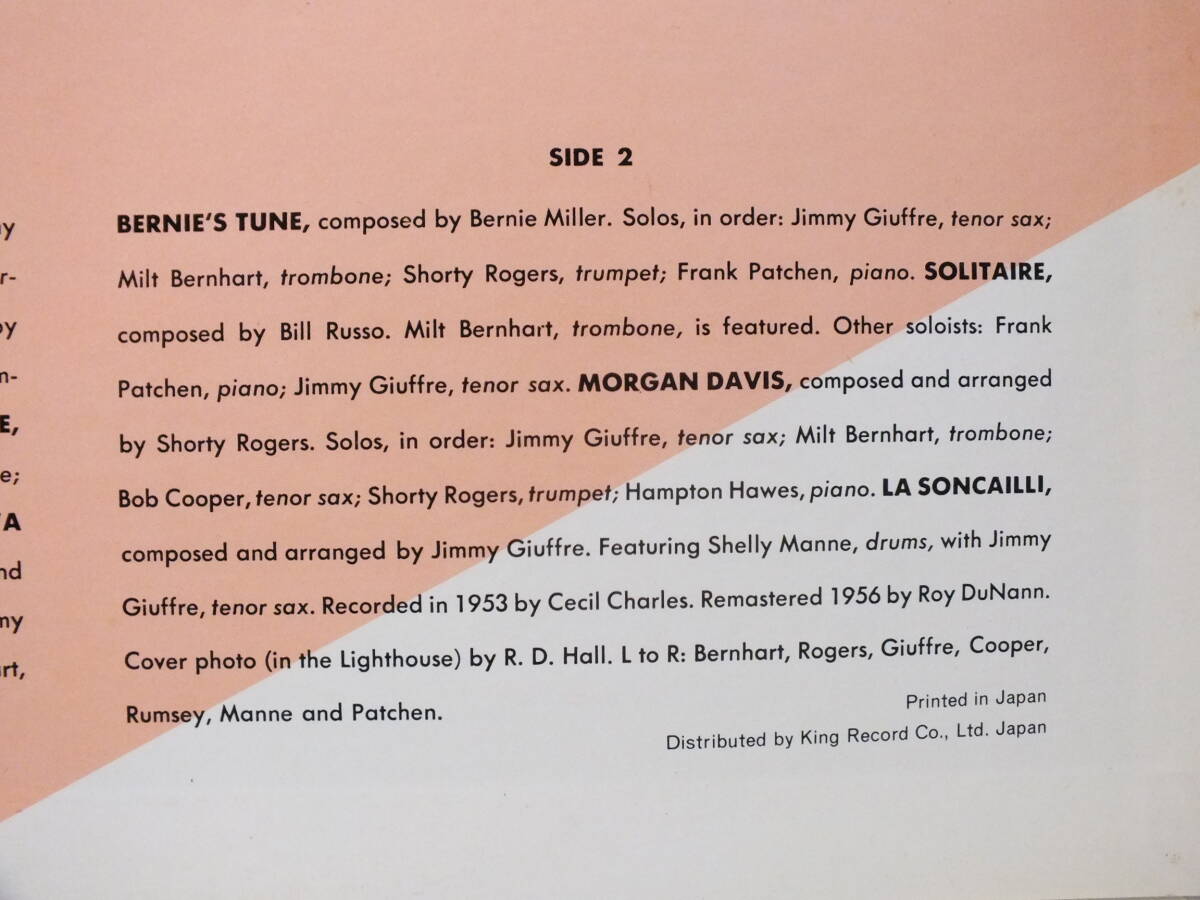 SIDE 2
BERNIE'S TUNE, composed by Bernie Miller. Solos, in order: Jimmy Giuffre, tenor sax;
Milt Bernhart, trombone; Shorty Rogers, trumpet; Frank Patchen, piano. SOLITAIRE,
composed by Bill Russo. Milt Bernhart, trombone, is featured. Other soloists: Frank
Patchen, piano; Jimmy Giuffre, tenor sax. MORGAN DAVIS, composed and arranged
by Shorty Rogers. Solos, in order: Jimmy Giuffre, tenor sax; Milt Bernhart, trombone;
Bob Cooper, tenor sax; Shorty Rogers, trumpet; Hampton Hawes, piano. LA SONCAILLI,
composed and arranged by Jimmy Giuffre. Featuring Shelly Manne, drums, with Jimmy
Giuffre, tenor sax. Recorded in 1953 by Cecil Charles. Remastered 1956 by Roy DuNann.
Cover photo (in the Lighthouse) by R. D. Hall. L to R: Bernhart, Rogers, Giuffre, Cooper,
Rumsey, Manne and Patchen.
Printed in Japan
Distributed by King Record Co., Ltd. Japan